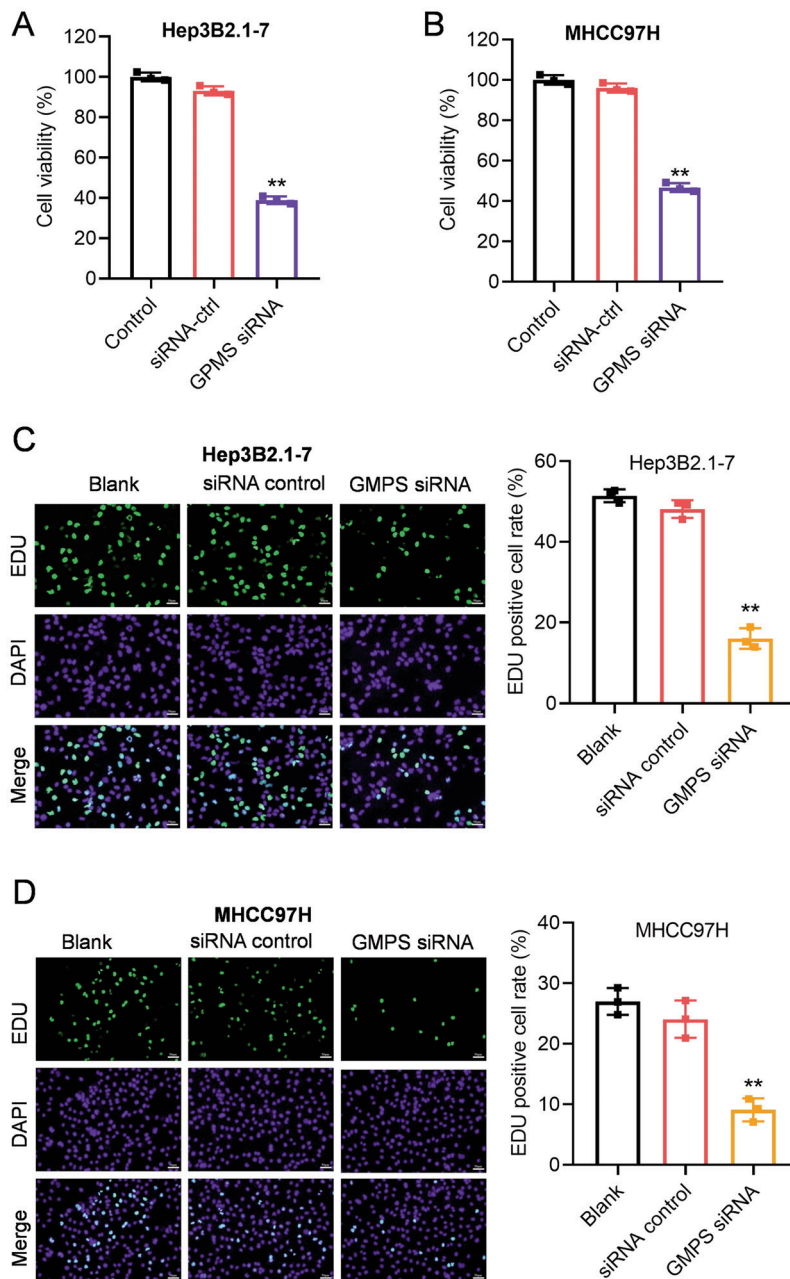 A
Hep3B2.1-7
Cell viability (%)
120
100
80
60
40
20
0
**
Control
siRNA-ctrl
GPMS siRNA
B
MHCC97H
Cell viability (%)
120
100
80
60
40
20
0
**
Control
siRNA-ctrl
GPMS siRNA
C
Hep3B2.1-7
Blank
siRNA control
GMPS siRNA
EDU
DAPI
Merge
Hep3B2.1-7
EDU positive cell rate (%)
60
40
20
0
**
Blank
siRNA control
GMPS siRNA
D
MHCC97H
Blank
siRNA control
GMPS siRNA
EDU
DAPI
Merge
MHCC97H
EDU positive cell rate (%)
40
30
20
10
0
**
Blank
siRNA control
GMPS siRNA